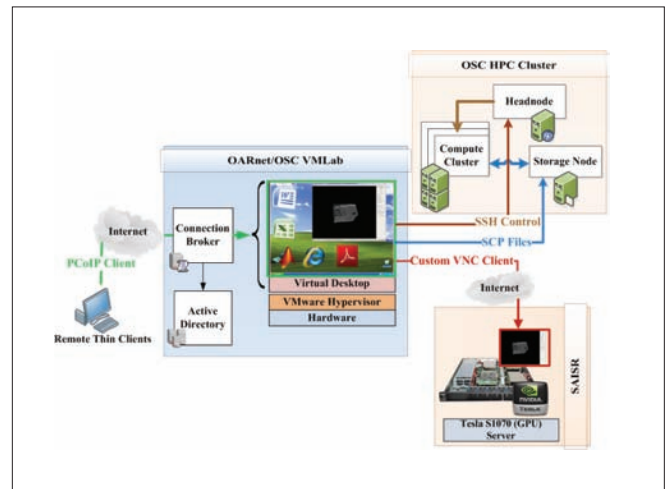 OSC HPC Cluster
Headnode
Compute
Cluster
Storage Node
OARnet/OSC VMLab
Internet
Connection
Broker
PCoIP Client
SSH Control
SCP Files
Custom VNC Client
Virtual Desktop
VMware Hypervisor
Hardware
Active
Directory
Remote Thin Clients
Internet
SAISR
NVIDIA
TESLA
Tesla S1070 (GPU)
Server